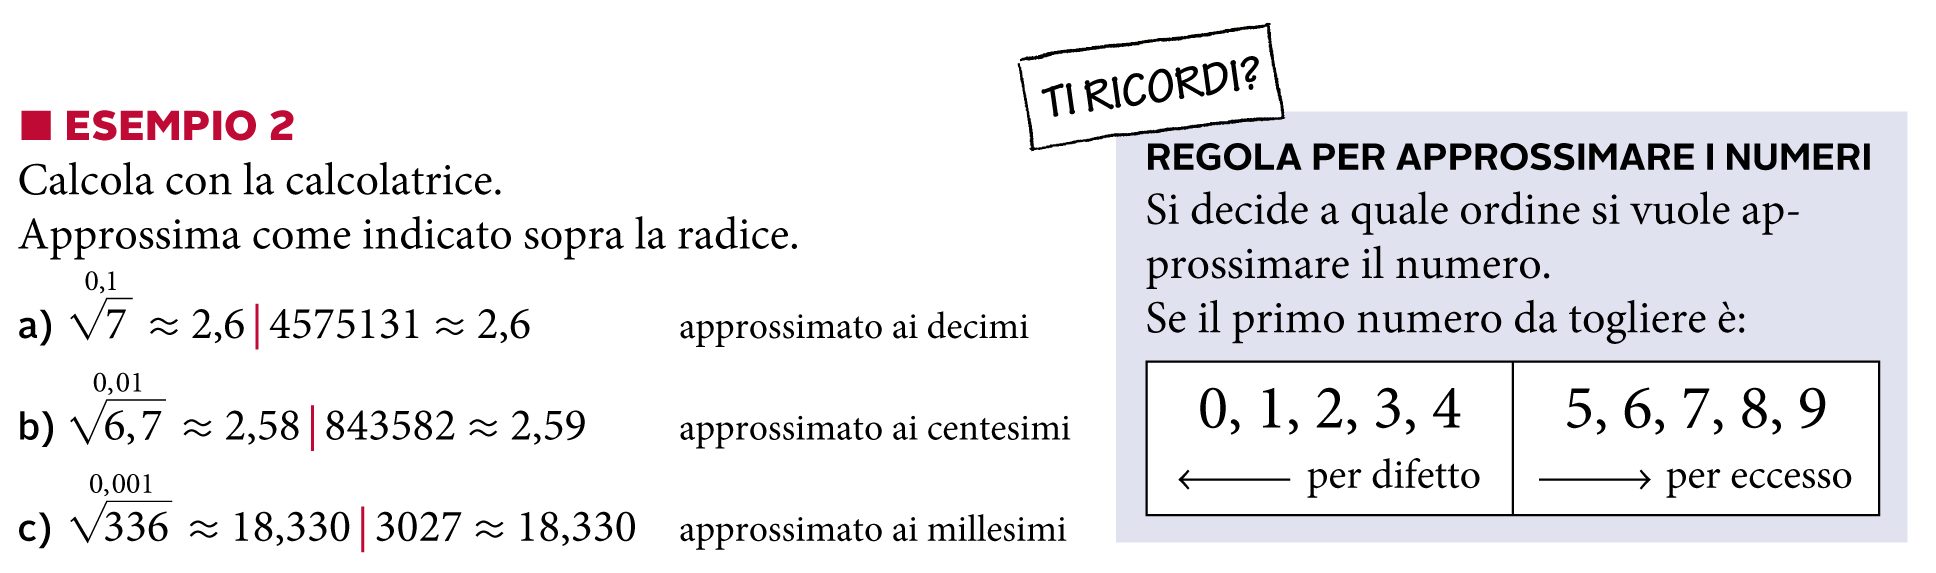 ESEMPIO 2
Calcola con la calcolatrice.
Approssima come indicato sopra la radice.
0,1
a) √7 ≈ 2,6|4575131 ≈ 2,6 approssimato ai decimi
0,01
b) √6,7 ≈ 2,58|843582 ≈ 2,59 approssimato ai centesimi
0,001
c) √336 ≈ 18,330|3027 ≈ 18,330 approssimato ai millesimi
TI RICORDI?
REGOLA PER APPROSSIMARE I NUMERI
Si decide a quale ordine si vuole ap-
prossimare il numero.
Se il primo numero da togliere è:
0, 1, 2, 3, 4
← per difetto
5, 6, 7, 8, 9
→ per eccesso